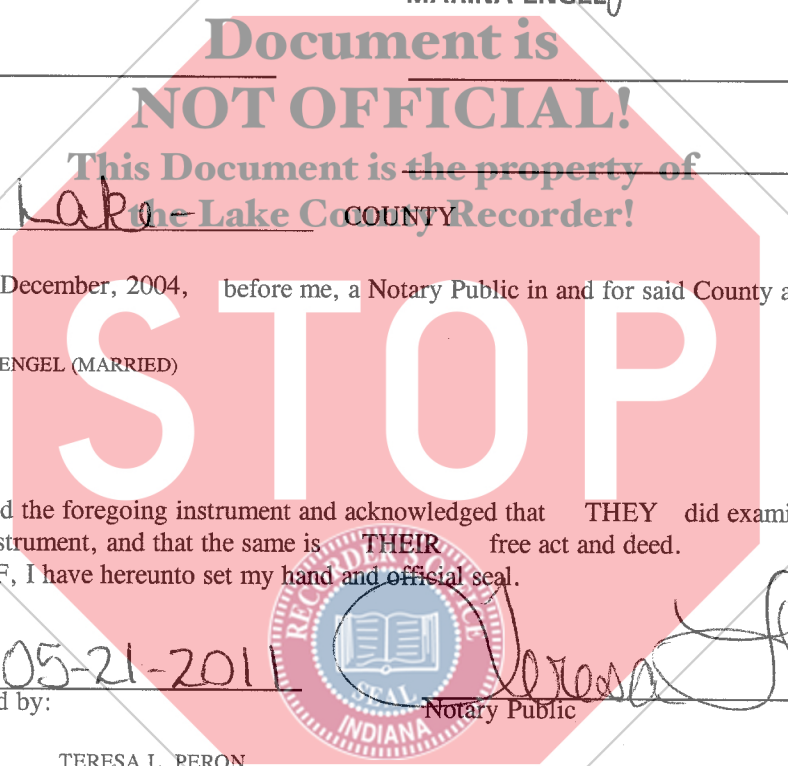 Document is
NOT OFFICIAL!
This Document is the property of
the Lake County Recorder!
Lake- COUNTY
December, 2004, before me, a Notary Public in and for said County
ENGEL (MARRIED)
STOP
the foregoing instrument and acknowledged that THEY did
and that the same is THEIR free act and deed.
I have hereunto set my hand and official seal.
RECORDER'S OFFICE
SEAL
INDIANA
05-21-2011 Teresa
by: Notary Public
TERESA L. PERON